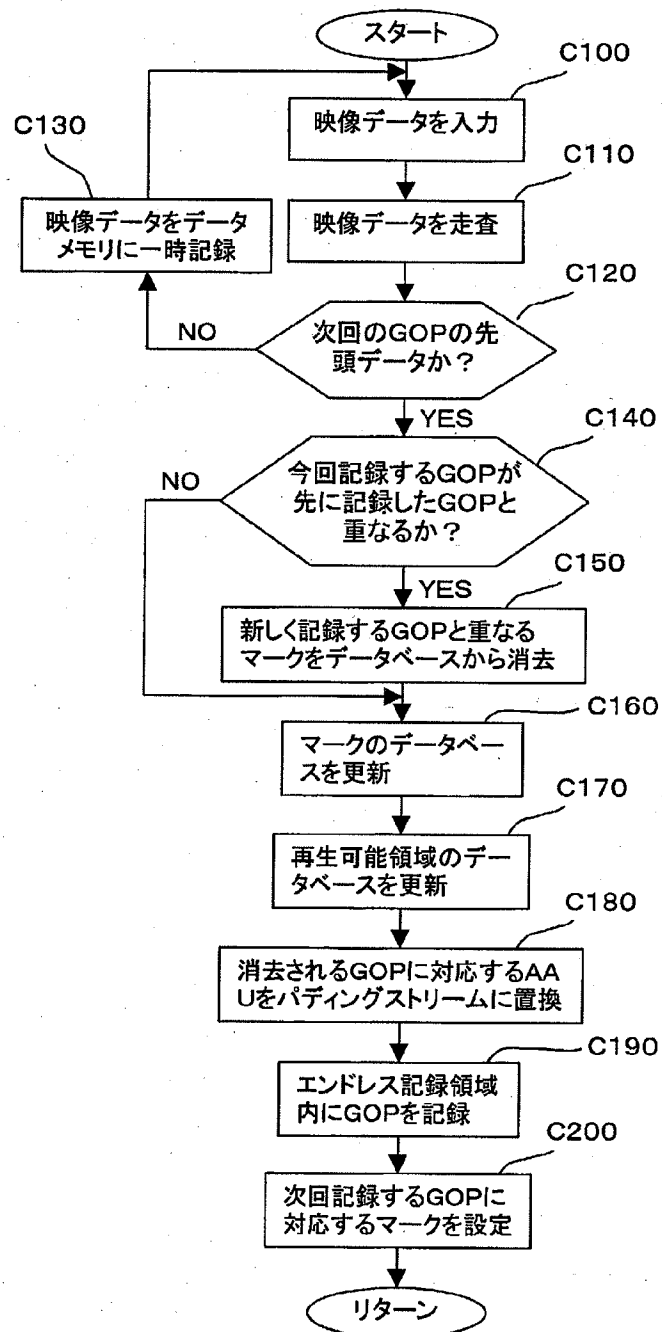 スタート
C100
映像データを入力
C130
C110
映像データをデータ
メモリに一時記録
映像データを走査
C120
NO
次回のGOPの先
頭データか？
YES
C140
NO
今回記録するGOPが
先に記録したGOPと
重なるか？
YES
C150
新しく記録するGOPと重なる
マークをデータベースから消去
C160
マークのデータベー
スを更新
C170
再生可能領域のデー
タベースを更新
C180
消去されるGOPに対応するAA
Uをパディングストリームに置換
C190
エンドレス記録領域
内にGOPを記録
C200
次回記録するGOPに
対応するマークを設定
リターン